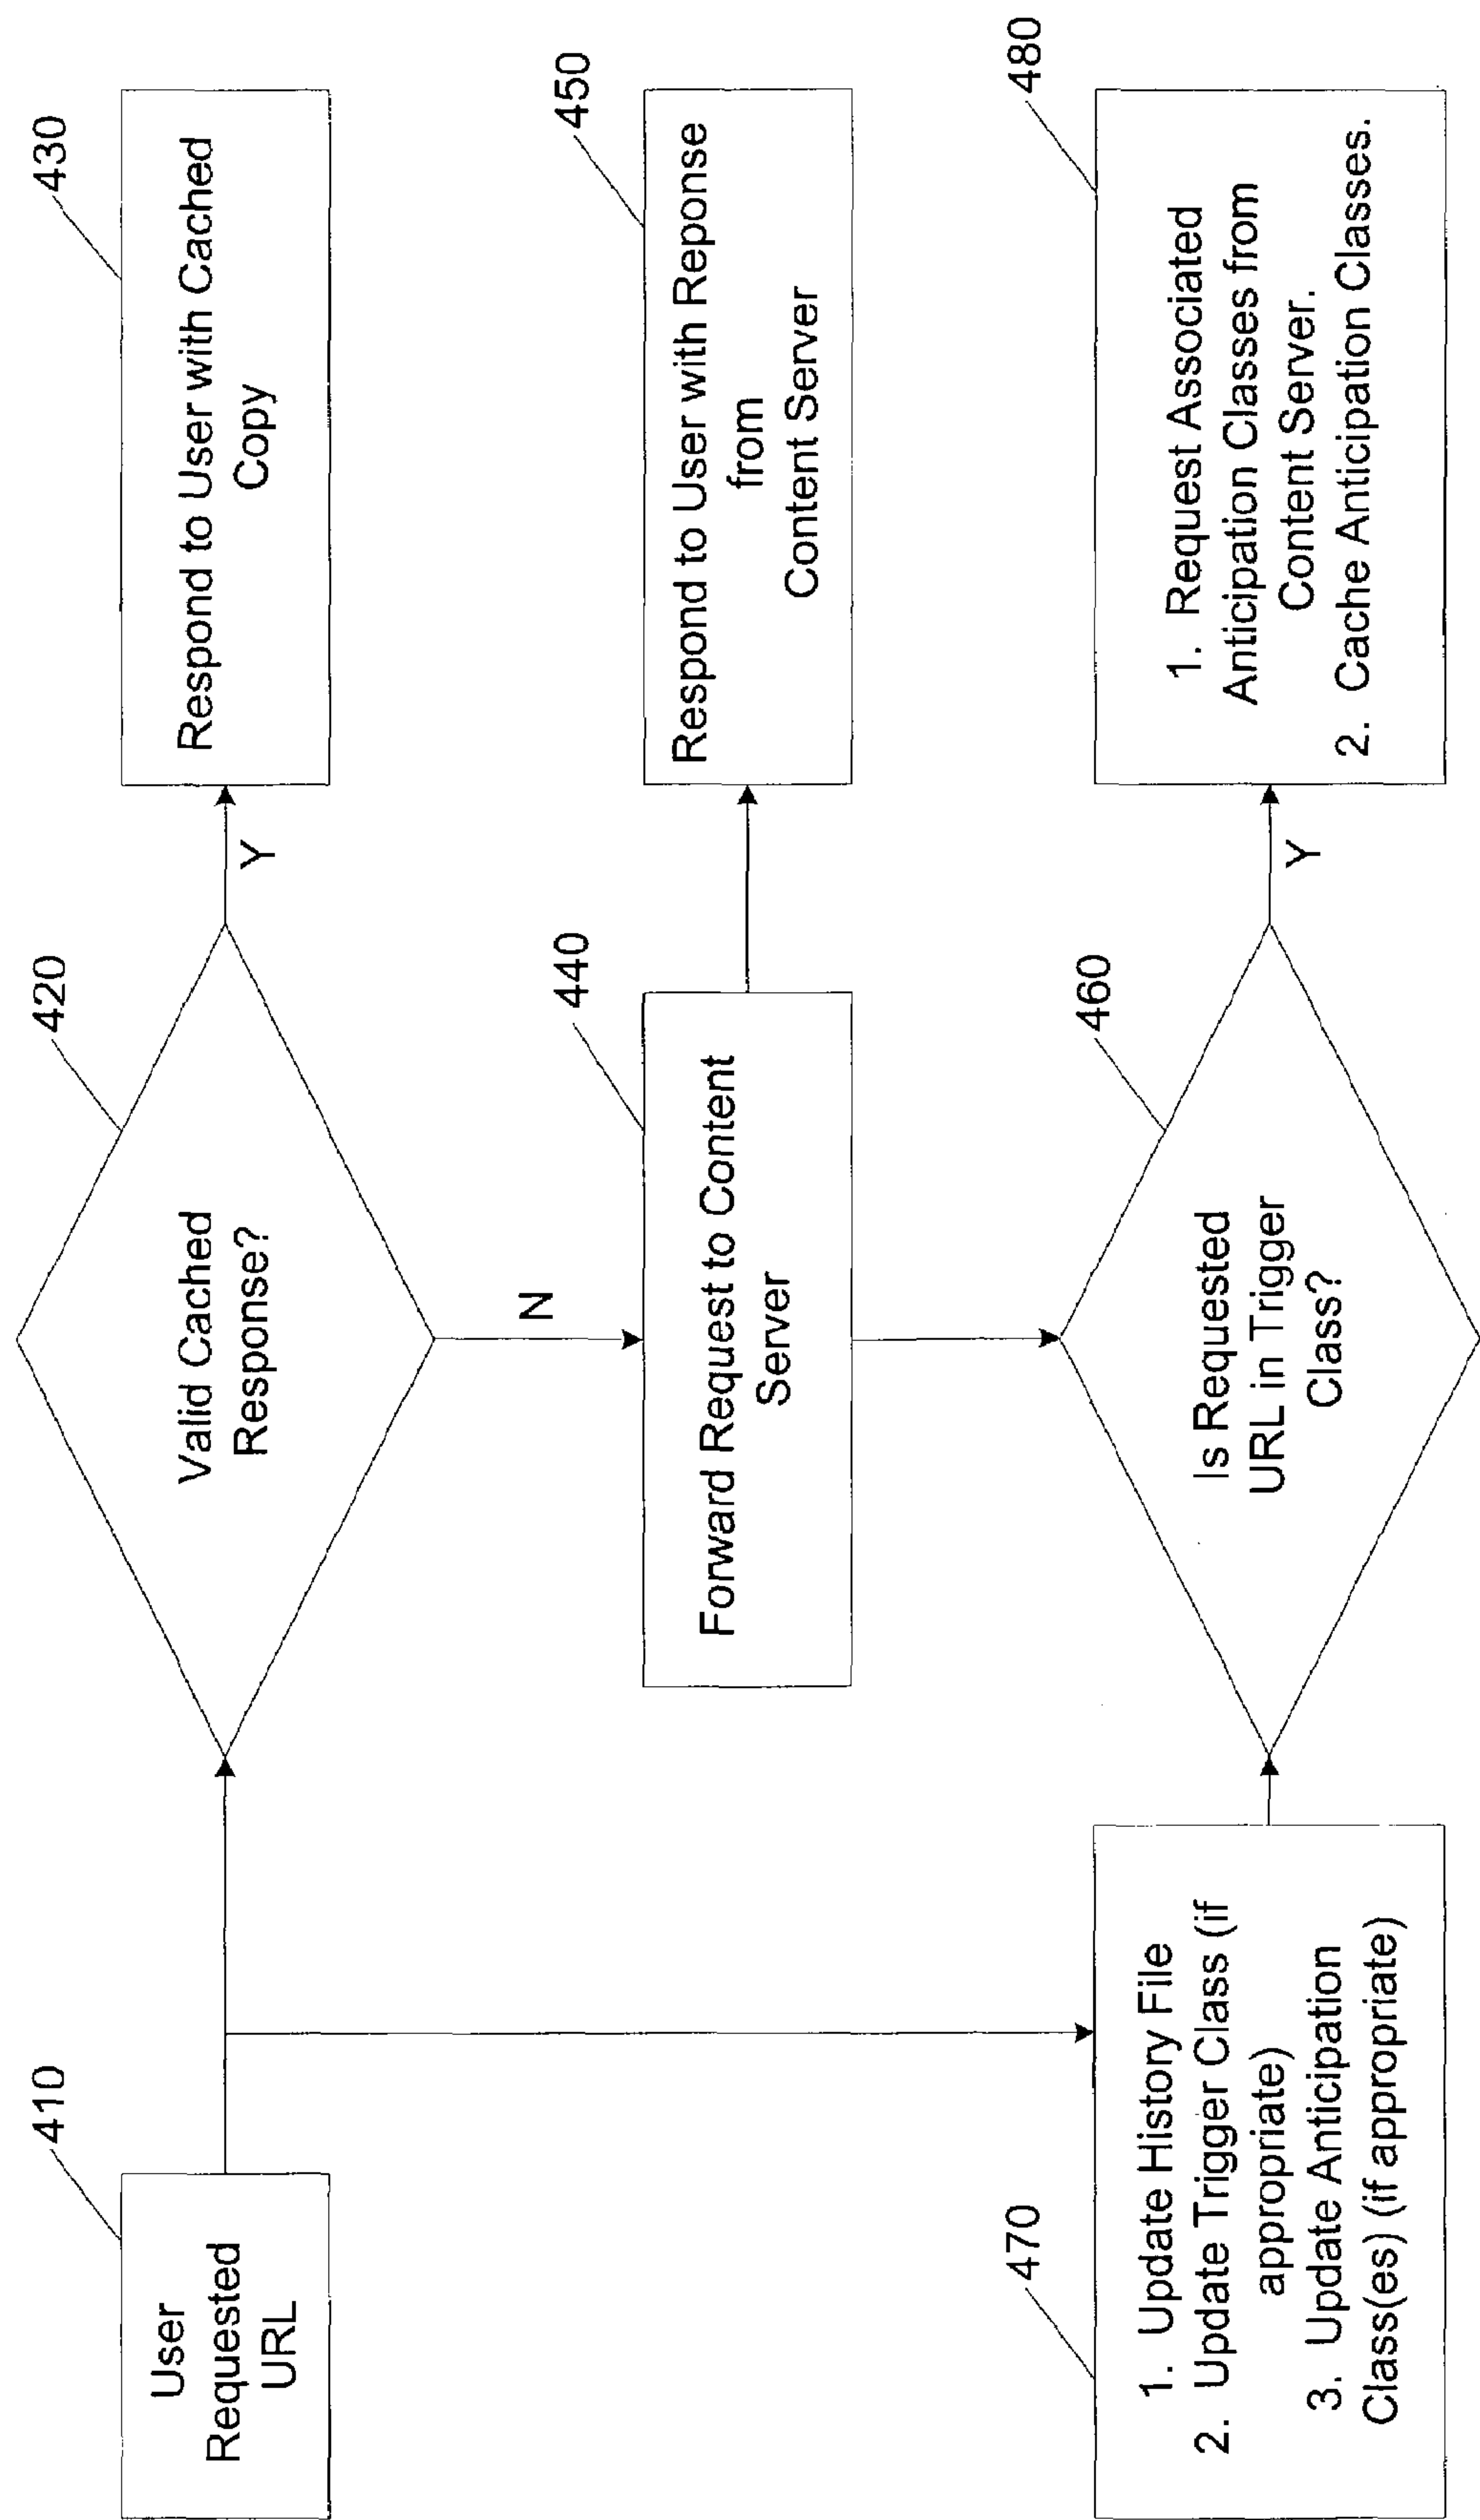 410
User
Requested
URL
420
Valid Cached
Response?
Y
430
Respond to User with Cached
Copy
N
440
Forward Request to Content
Server
450
Respond to User with Reponse
from
Content Server
470
1. Update History File
2. Update Trigger Class (if
appropriate)
3. Update Anticipation
Class(es) (if appropriate)
460
Is Requested
URL in Trigger
Class?
Y
480
1. Request Associated
Anticipation Classes from
Content Server.
2. Cache Anticipation Classes.